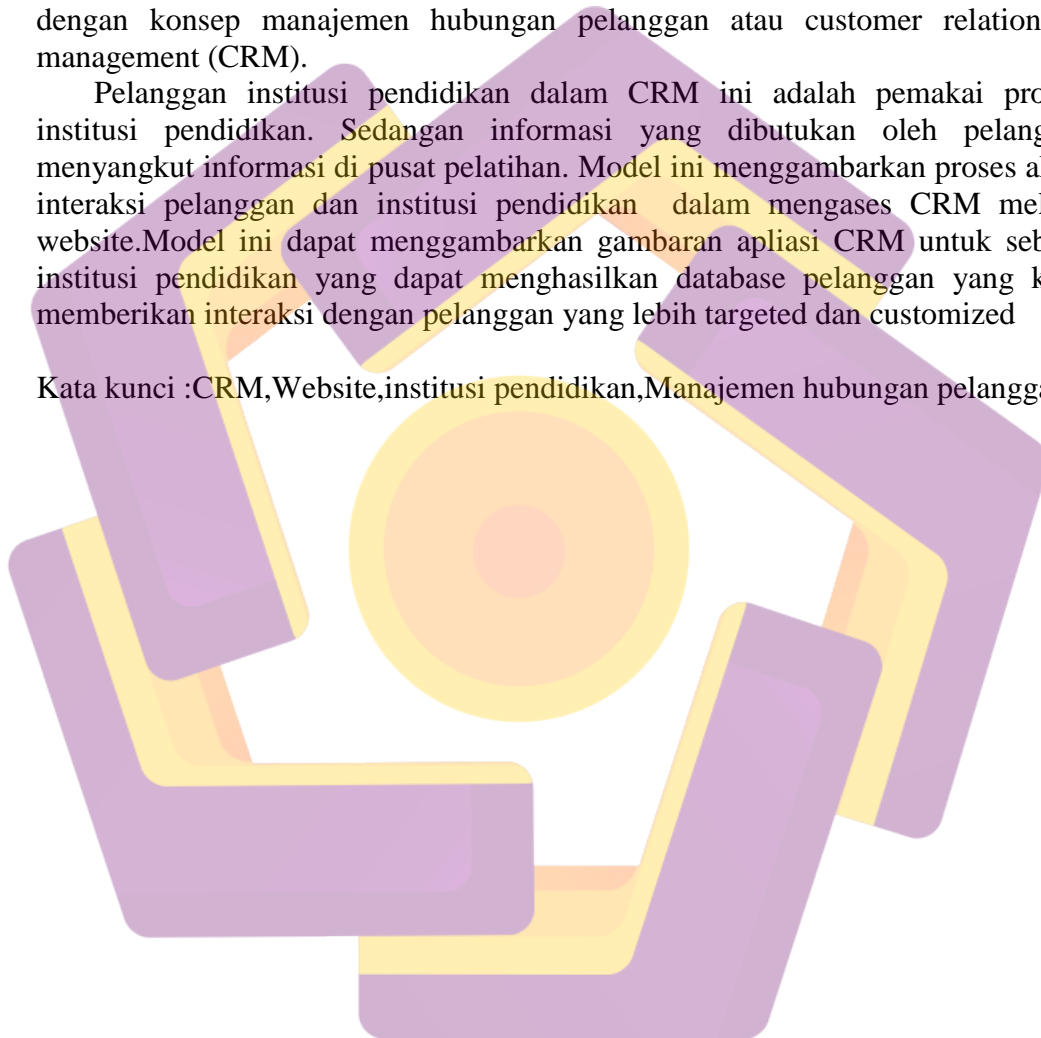 dengan konsep manajemen hubungan pelanggan atau customer relation
management (CRM).
Pelanggan institusi pendidikan dalam CRM ini adalah pemakai pro
institusi pendidikan. Sedangan informasi yang dibutukan oleh pelang
menyangkut informasi di pusat pelatihan. Model ini menggambarkan proses al
interaksi pelanggan dan institusi pendidikan dalam mengases CRM mel
website.Model ini dapat menggambarkan gambaran apliasi CRM untuk seb
institusi pendidikan yang dapat menghasilkan database pelanggan yang k
memberikan interaksi dengan pelanggan yang lebih targeted dan customized
Kata kunci :CRM,Website,institusi pendidikan,Manajemen hubungan pelangga